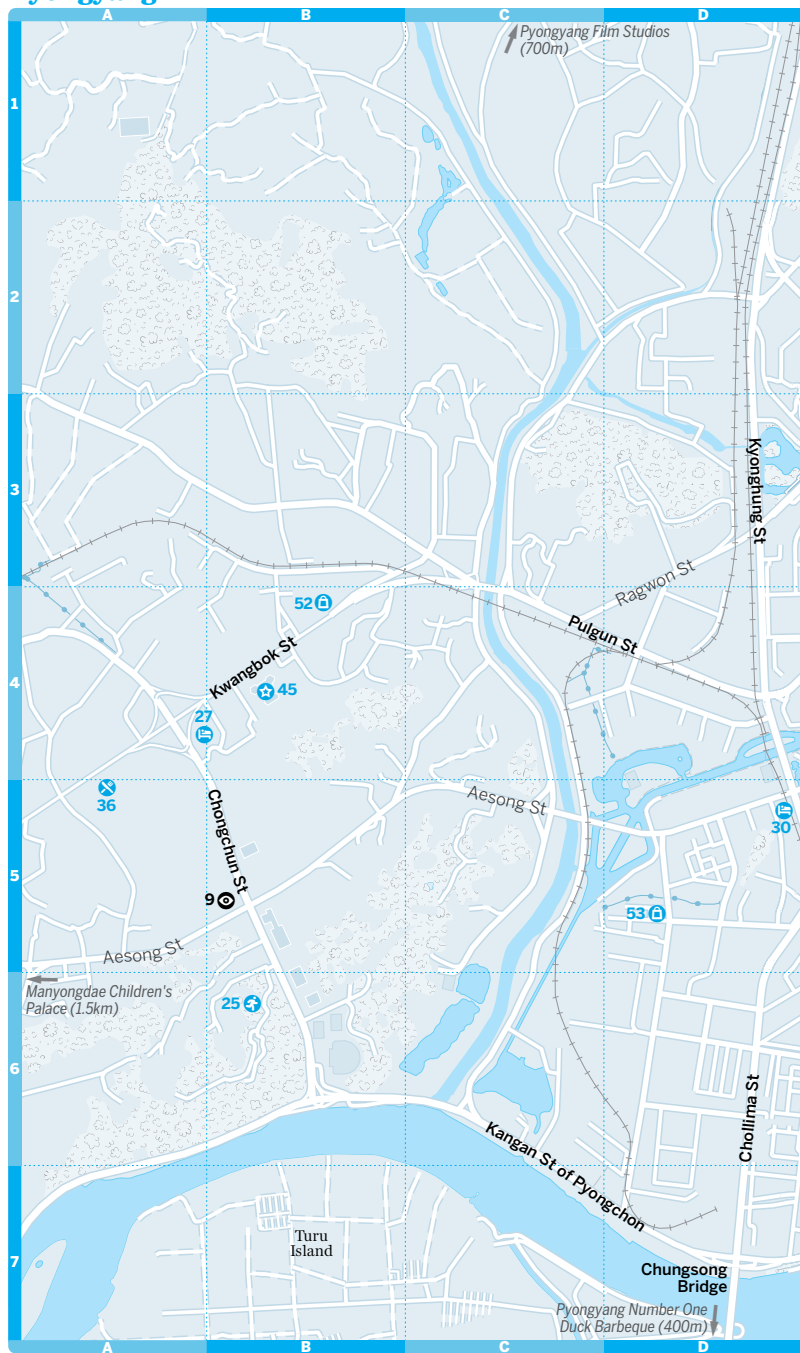 A B C D
Pyongyang Film Studios
(700m)
1
2
3
Kyonghung St
Ragwon St
52
Pulgun St
Kwangbok St
4
45
27
36
Aesong St
30
Chongchun St
5
9
53
Aesong St
Manyongdae Children's
Palace (1.5km)
25
6
Chollima St
Kangan St of Pyongchon
Turu
Island
7
Chungsong
Bridge
Pyongyang Number One
Duck Barbeque (400m)
A B C D